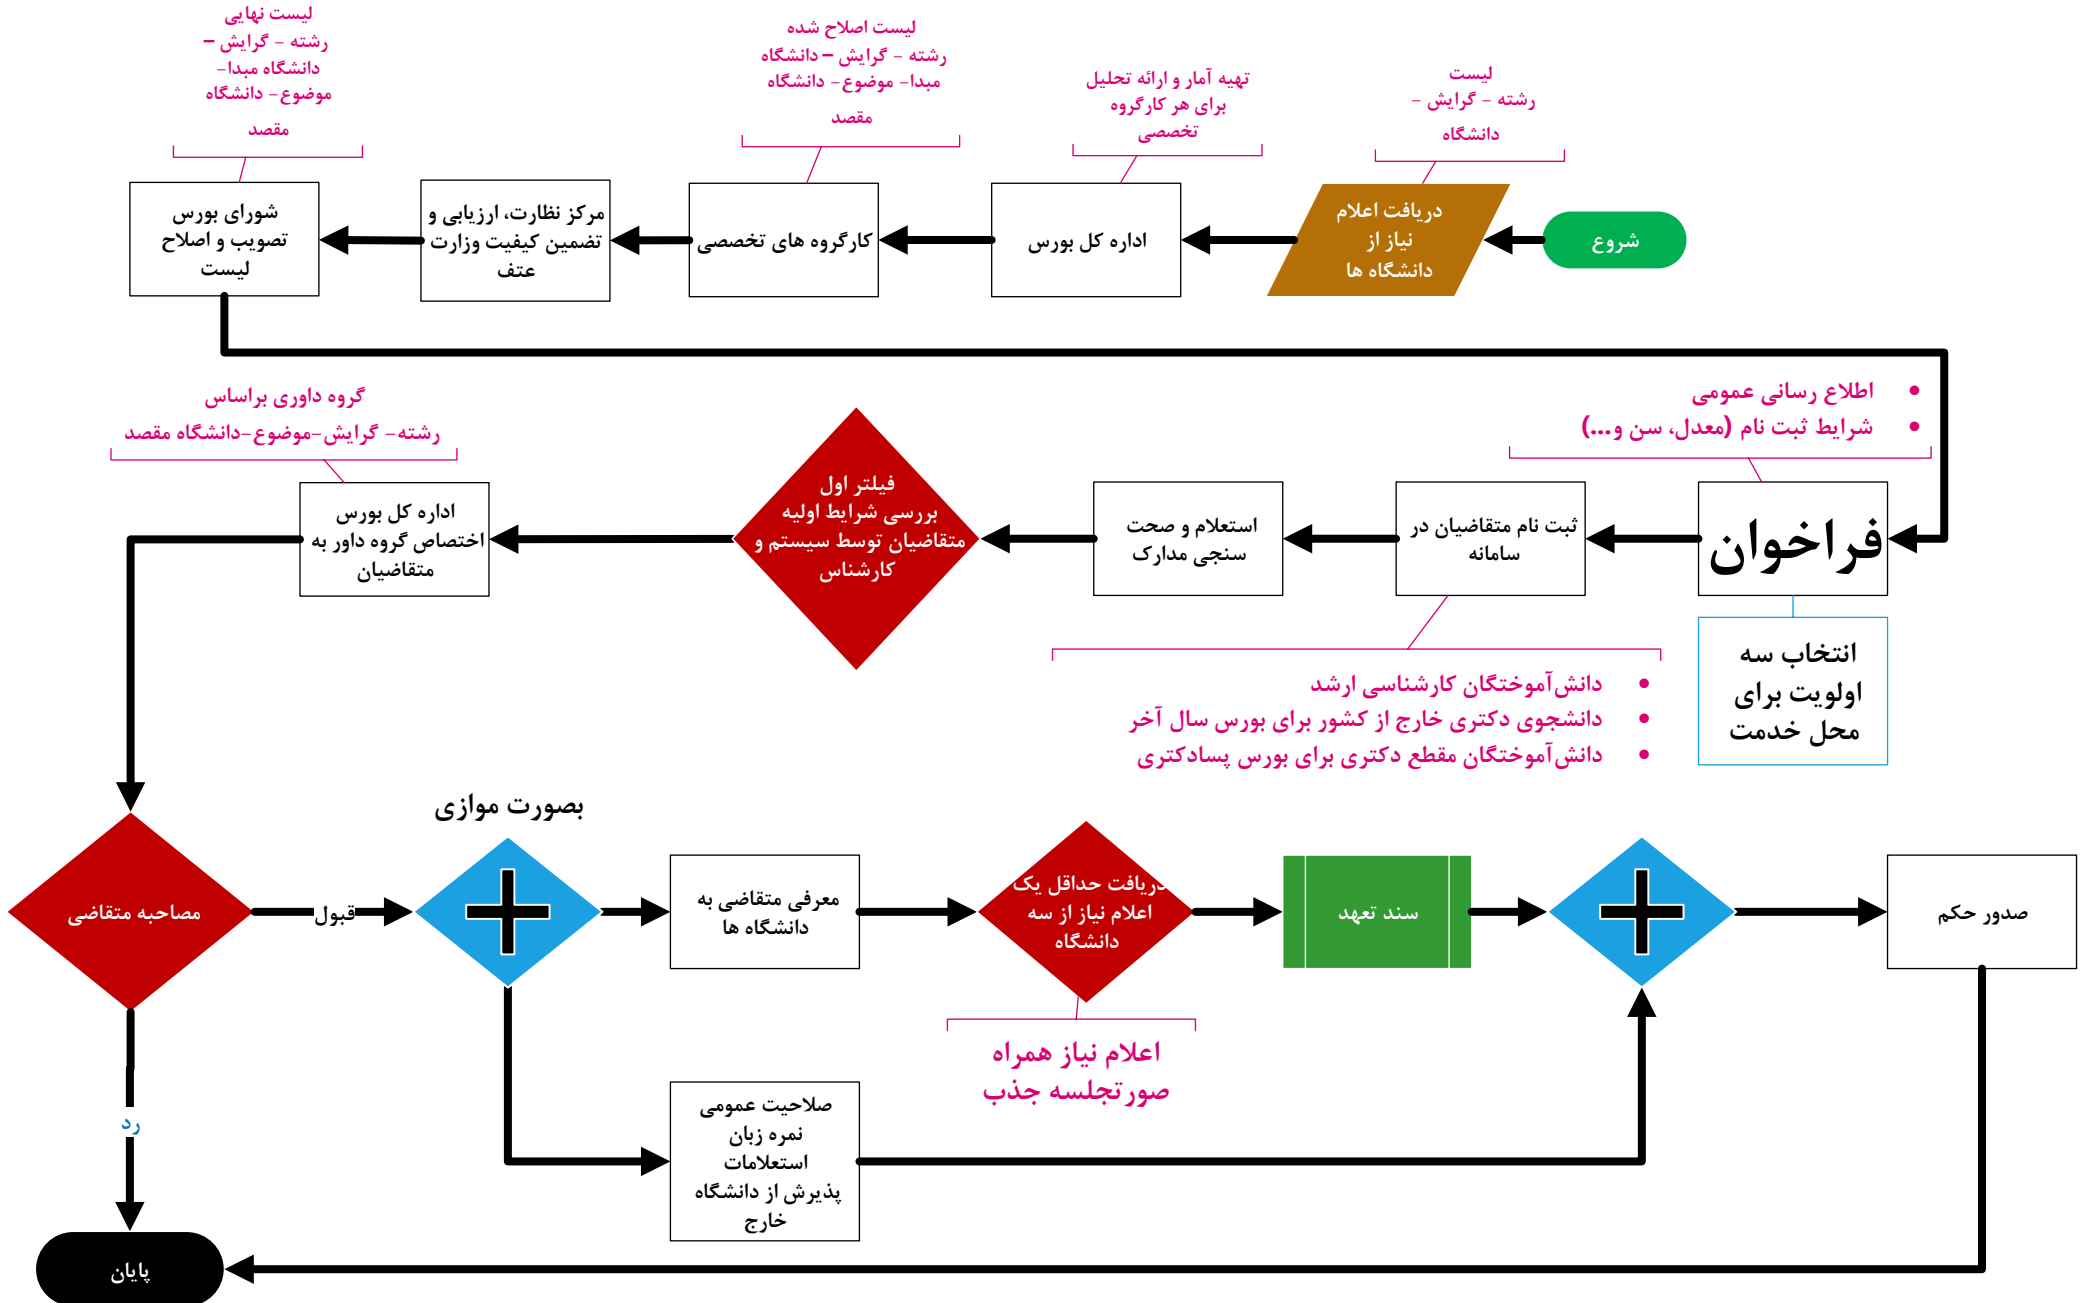 لیست
رشته - گرایش -
دانشگاه
تهیه آمار و ارائه تحلیل
برای هر کارگروه
تخصصی
لیست اصلاح شده
رشته - گرایش – دانشگاه
مبدا- موضوع- دانشگاه
مقصد
لیست نهایی
رشته - گرایش –
دانشگاه مبدا-
موضوع- دانشگاه
مقصد
شروع
دریافت اعلام
نیاز از
دانشگاه ها
اداره کل بورس
کارگروه های تخصصی
مرکز نظارت، ارزیابی و
تضمین کیفیت وزارت
عتف
شورای بورس
تصویب و اصلاح
لیست
• اطلاع رسانی عمومی
• شرایط ثبت نام (معدل، سن و...)
گروه داوری براساس
رشته- گرایش-موضوع-دانشگاه مقصد
فراخوان
ثبت نام متقاضیان در
سامانه
استعلام و صحت
سنجی مدارک
فیلتر اول
بررسی شرایط اولیه
متقاضیان توسط سیستم و
کارشناس
اداره کل بورس
اختصاص گروه داور به
متقاضیان
انتخاب سه
اولویت برای
محل خدمت
• دانش‌آموختگان کارشناسی ارشد
• دانشجوی دکتری خارج از کشور برای بورس سال آخر
• دانش‌آموختگان مقطع دکتری برای بورس پسادکتری
مصاحبه متقاضی
قبول
رد
بصورت موازی
معرفی متقاضی به
دانشگاه ها
دریافت حداقل یک
اعلام نیاز از سه
دانشگاه
سند تعهد
صدور حکم
اعلام نیاز همراه
صورتجلسه جذب
صلاحیت عمومی
نمره زبان
استعلامات
پذیرش از دانشگاه
خارج
پایان